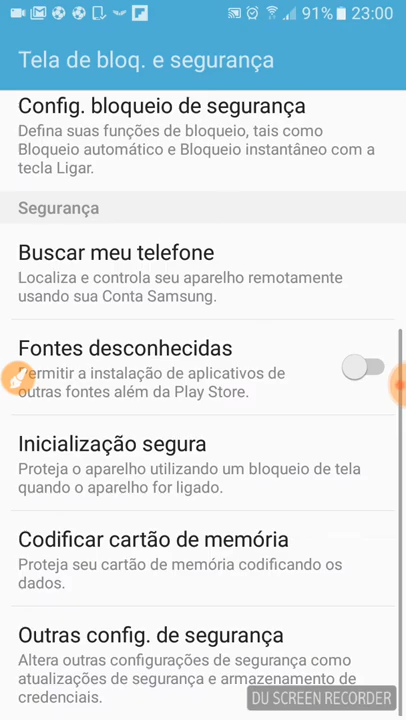 91% 23:00
Tela de bloq. e segurança
Config. bloqueio de segurança
Defina suas funções de bloqueio, tais como
Bloqueio automático e Bloqueio instantâneo com a
tecla Ligar.
Segurança
Buscar meu telefone
Localiza e controla seu aparelho remotamente
usando sua Conta Samsung.
Fontes desconhecidas
Permitir a instalação de aplicativos de
outras fontes além da Play Store.
Inicialização segura
Proteja o aparelho utilizando um bloqueio de tela
quando o aparelho for ligado.
Codificar cartão de memória
Proteja seu cartão de memória codificando os
dados.
Outras config. de segurança
Altera outras configurações de segurança como
atualizações de segurança e armazenamento de
credenciais.
DU SCREEN RECORDER